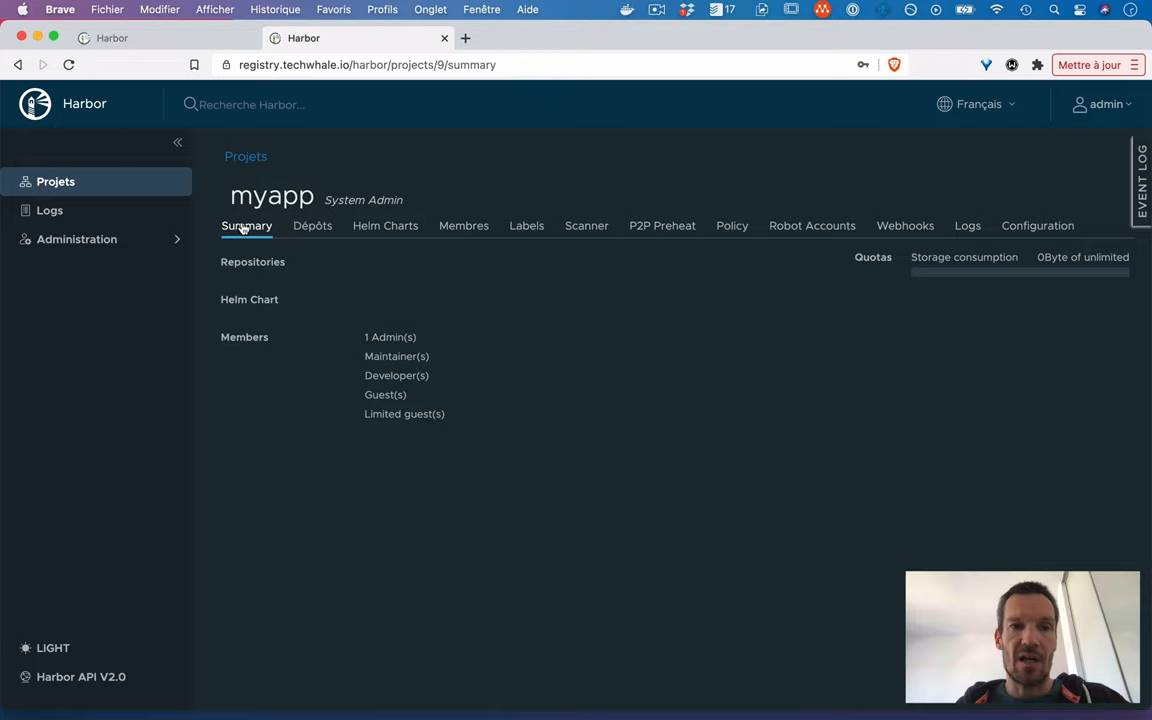 Brave Fichier Modifier Afficher Historique Favoris Profils Onglet Fenêtre Aide 17
Harbor
Harbor
registry.techwhale.io/harbor/projects/9/summary
Mettre à jour
Harbor
Recherche Harbor...
Français
admin
Projets
Logs
Administration
LIGHT
Harbor API V2.0
Projets
myapp System Admin
Summary Dépôts Helm Charts Membres Labels Scanner P2P Preheat Policy Robot Accounts Webhooks Logs Configuration
Repositories
Helm Chart
Members
1 Admin(s)
Maintainer(s)
Developer(s)
Guest(s)
Limited guest(s)
Quotas Storage consumption 0Byte of unlimited
EVENT LOG